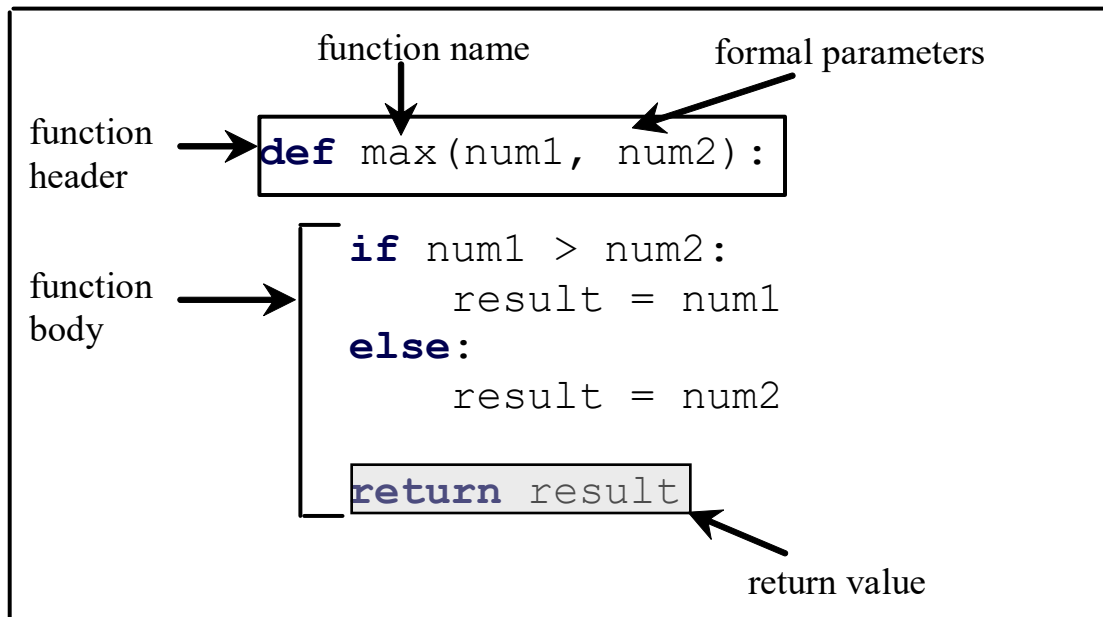 function name
formal parameters
function
header
def max(num1, num2):
if num1 > num2:
result = num1
function
body
else:
result = num2
return result
return value